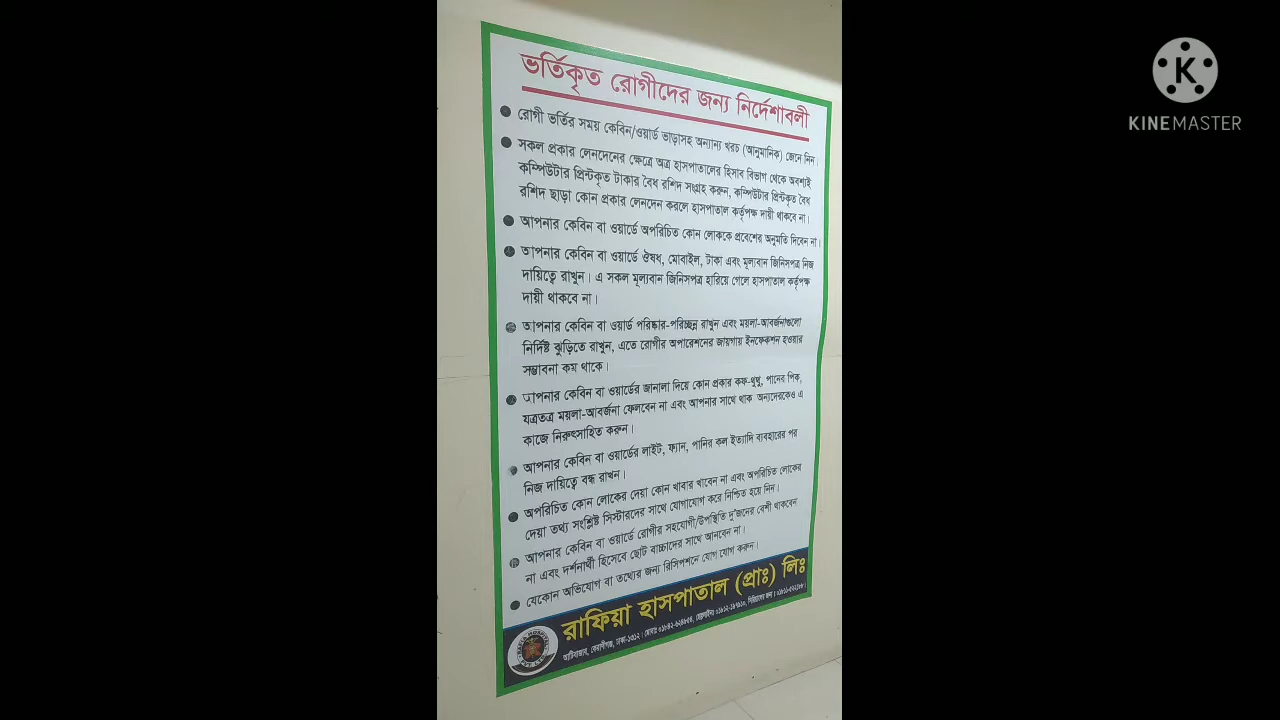 ভর্তিকৃত রোগীদের জন্য নির্দেশাবলী
রোগী ভর্তির সময় কেবিন/ওয়ার্ড ভাড়াসহ অন্যান্য খরচ (আনুমানিক) জেনে নিন।
সকল প্রকার লেনদেনের ক্ষেত্রে অত্র হাসপাতালের হিসাব বিভাগ থেকে অবশ্যই
কম্পিউটার প্রিন্টকৃত টাকার বৈধ রশিদ সংগ্রহ করুন, কম্পিউটার প্রিন্টকৃত বৈধ
রশিদ ছাড়া কোন প্রকার লেনদেন করলে হাসপাতাল কর্তৃপক্ষ দায়ী থাকবে না।
আপনার কেবিন বা ওয়ার্ডে অপরিচিত কোন লোককে প্রবেশের অনুমতি দিবেন না।
আপনার কেবিন বা ওয়ার্ডে ঔষধ, মোবাইল, টাকা এবং মূল্যবান জিনিসপত্র নিজ
দায়িত্বে রাখুন। এ সকল মূল্যবান জিনিসপত্র হারিয়ে গেলে হাসপাতাল কর্তৃপক্ষ
দায়ী থাকবে না।
আপনার কেবিন বা ওয়ার্ড পরিষ্কার-পরিচ্ছন্ন রাখুন এবং ময়লা-আবর্জনাগুলো
নির্দিষ্ট ঝুড়িতে রাখুন, এতে রোগীর অপারেশনের জায়গায় ইনফেকশন হওয়ার
সম্ভাবনা কম থাকে।
আপনার কেবিন বা ওয়ার্ডের জানালা দিয়ে কোন প্রকার কফ-থুথু, পানের পিক,
যত্রতত্র ময়লা-আবর্জনা ফেলবেন না এবং আপনার সাথে থাক অন্যদেরকেও এ
কাজে নিরুৎসাহিত করুন।
আপনার কেবিন বা ওয়ার্ডের লাইট, ফ্যান, পানির কল ইত্যাদি ব্যবহারের পর
নিজ দায়িত্বে বন্ধ রাখুন।
অপরিচিত কোন লোকের দেয়া কোন খাবার খাবেন না এবং অপরিচিত লোকের
দেয়া তথ্য সংশ্লিষ্ট সিস্টারদের সাথে যোগাযোগ করে নিশ্চিত হয়ে নিন।
আপনার কেবিন বা ওয়ার্ডে রোগীর সহযোগী/উপস্থিতি দু'জনের বেশী থাকবেন
না এবং দর্শনার্থী হিসেবে ছোট বাচ্চাদের সাথে আনবেন না।
যেকোন অভিযোগ বা তথ্যের জন্য রিসিপশনে যোগ যোগ করুন।
রাফিয়া হাসপাতাল (প্রাঃ) লিঃ
আটিবাজার, কেরাণীগঞ্জ, ঢাকা-১৩১২।
K
KINEMASTER